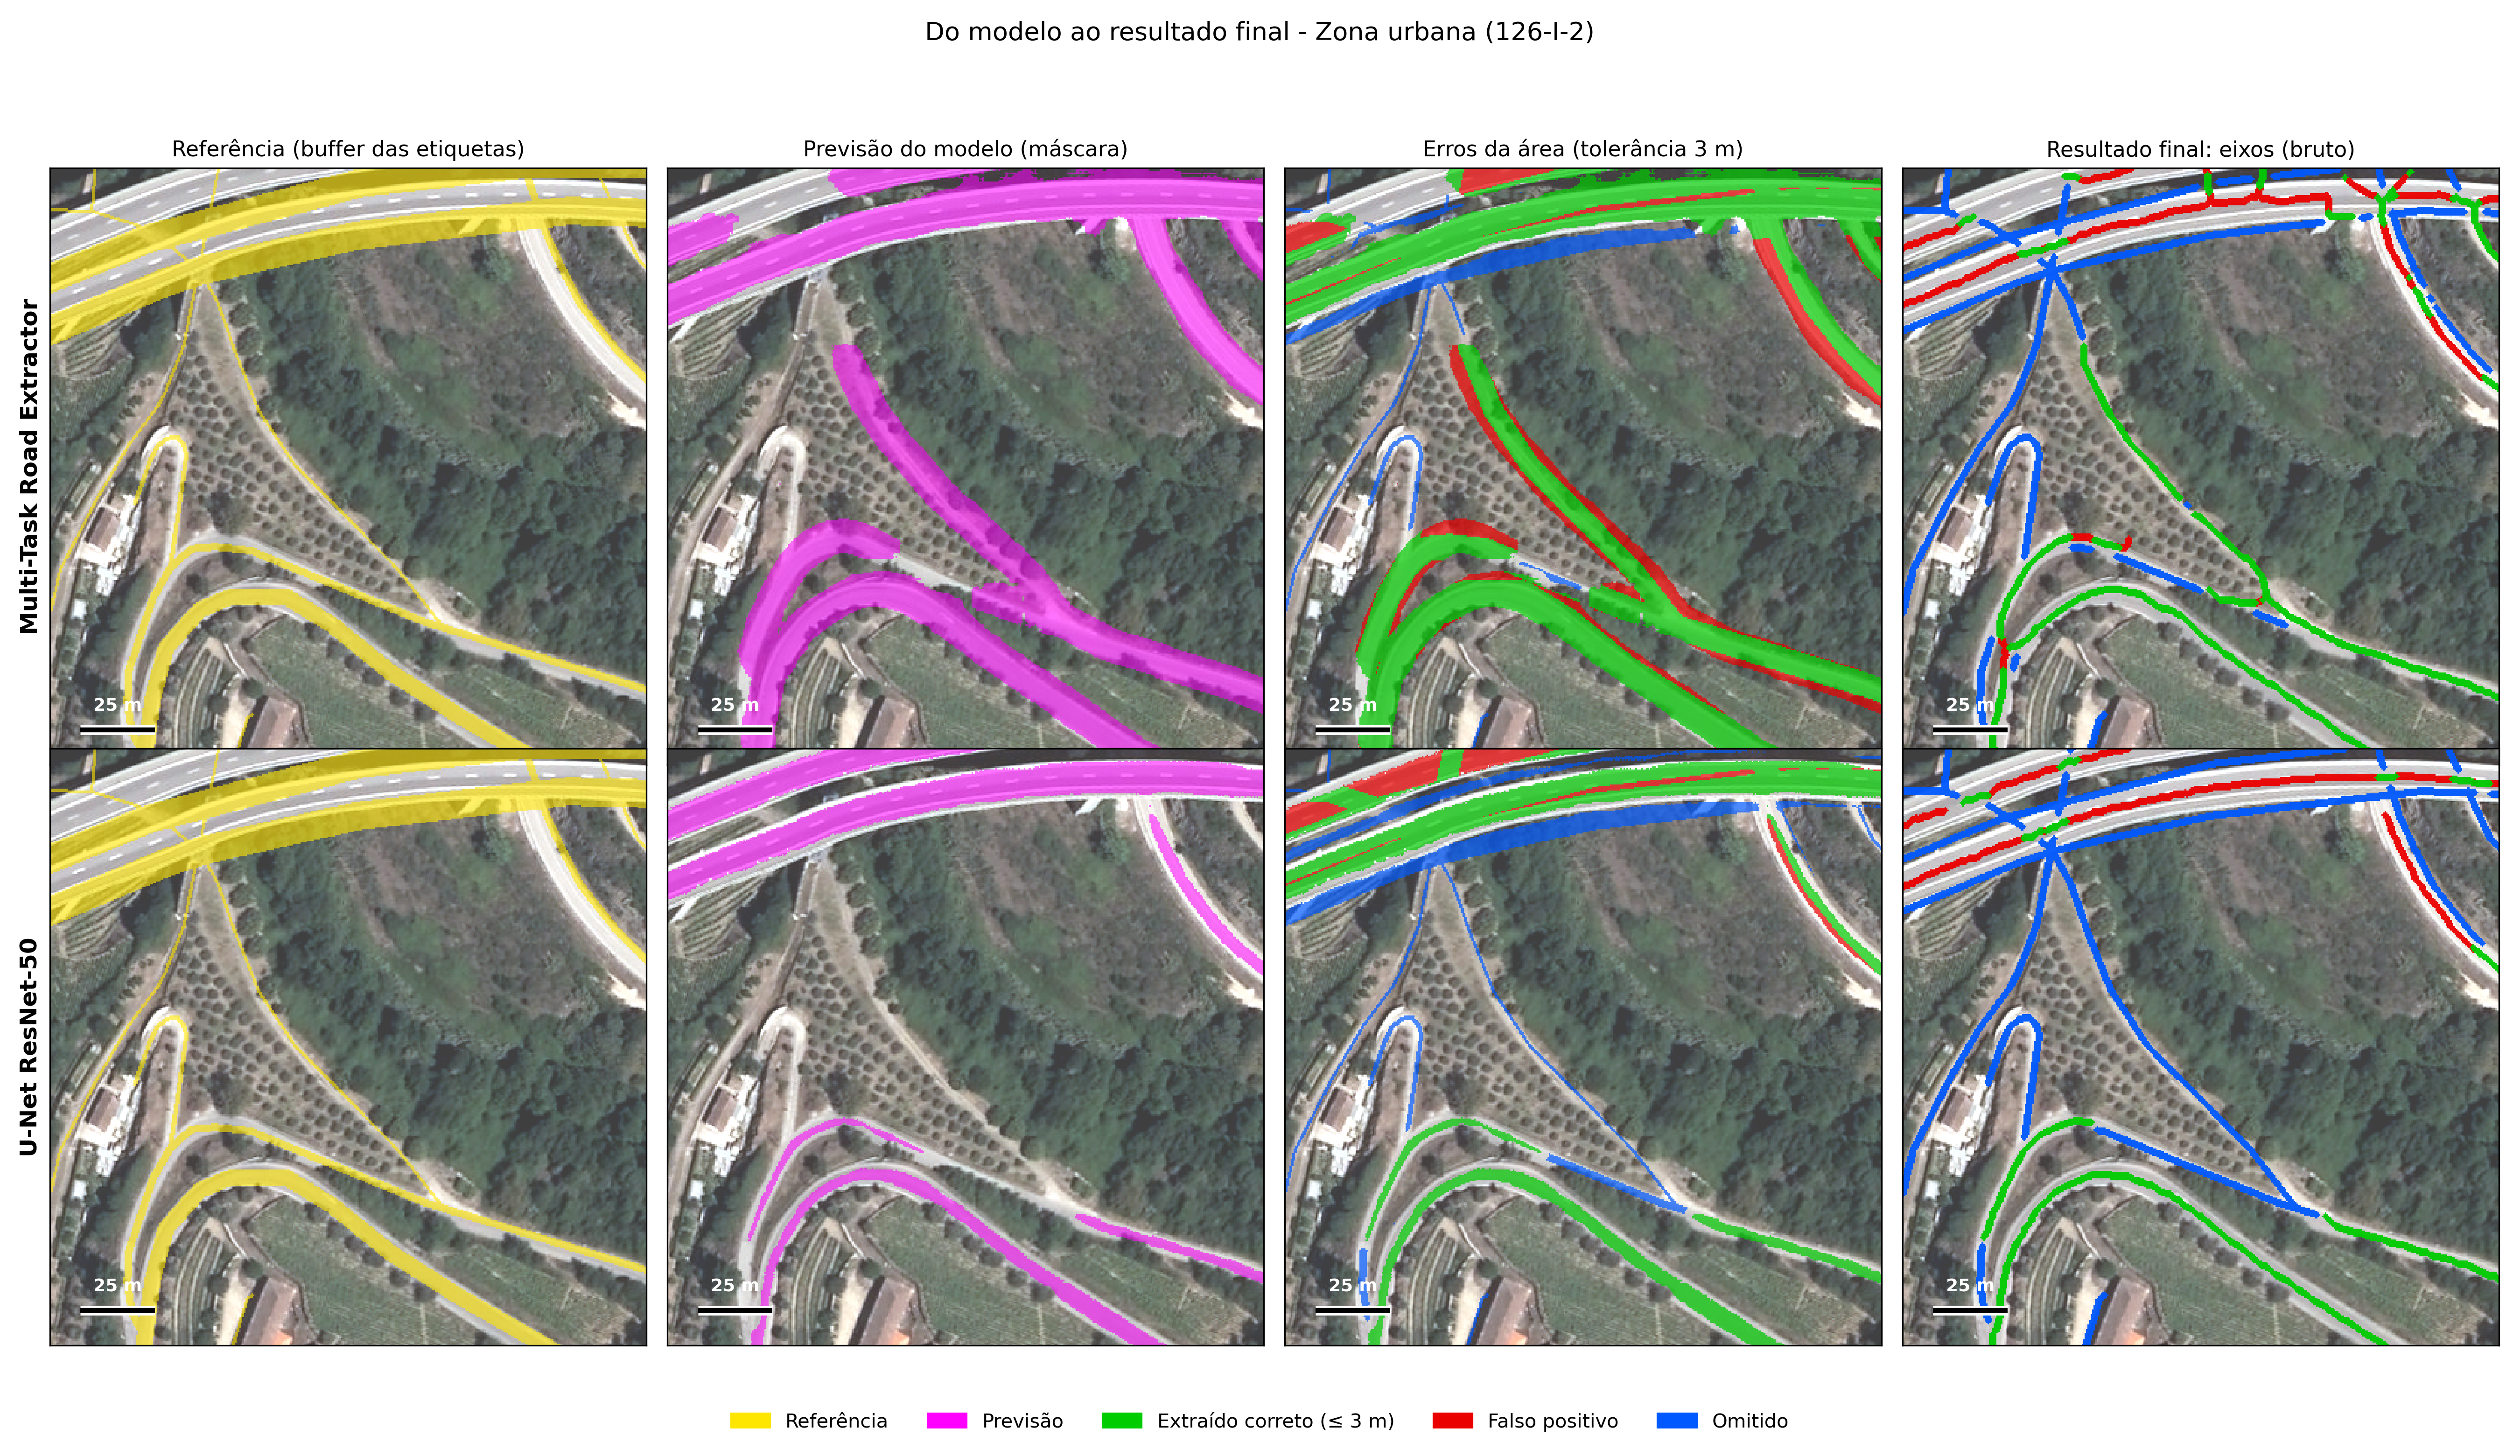 Do modelo ao resultado final - Zona urbana (126-I-2)
Referência (buffer das etiquetas)
Previsão do modelo (máscara)
Erros da área (tolerância 3 m)
Resultado final: eixos (bruto)
Multi-Task Road Extractor
25 m
25 m
25 m
25 m
U-Net ResNet-50
25 m
25 m
25 m
25 m
Referência
Previsão
Extraído correto (≤ 3 m)
Falso positivo
Omitido